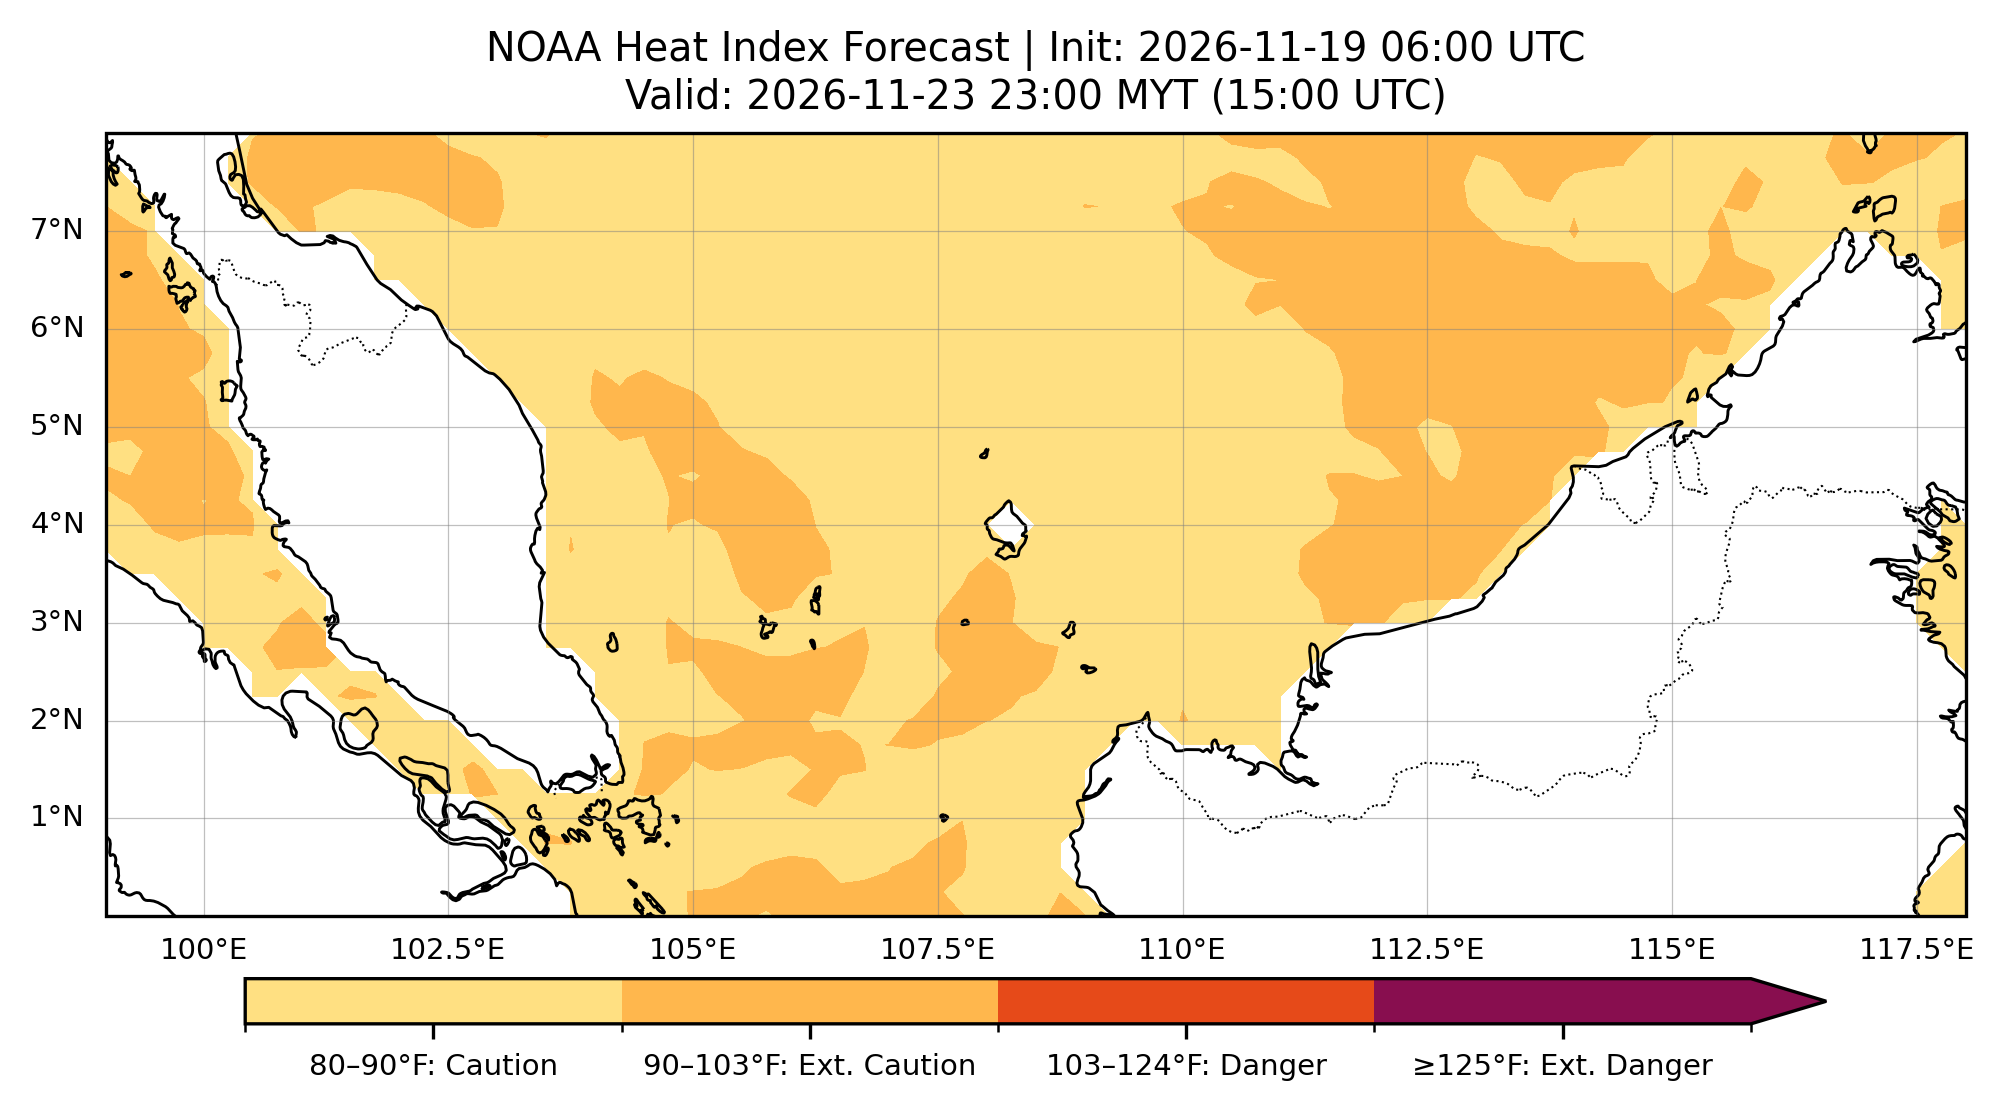 NOAA Heat Index Forecast | Init: 2026-11-19 06:00 UTC
Valid: 2026-11-23 23:00 MYT (15:00 UTC)
7°N
6°N
5°N
4°N
3°N
2°N
1°N
100°E 102.5°E 105°E 107.5°E 110°E 112.5°E 115°E 117.5°E
80–90°F: Caution 90–103°F: Ext. Caution 103–124°F: Danger ≥125°F: Ext. Danger